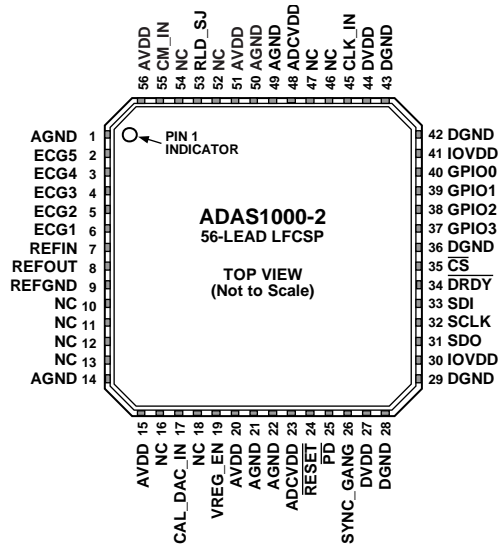 56 AVDD
55 CM_IN
54 NC
53 RLD_SJ
52 NC
51 AVDD
50 AGND
49 AGND
48 ADCVDD
47 NC
46 NC
45 CLK_IN
44 DVDD
43 DGND
AGND 1
ECG5 2
ECG4 3
ECG3 4
ECG2 5
ECG1 6
REFIN 7
REFOUT 8
REFGND 9
NC 10
NC 11
NC 12
NC 13
AGND 14
PIN 1
INDICATOR
ADAS1000-2
56-LEAD LFCSP
TOP VIEW
(Not to Scale)
42 DGND
41 IOVDD
40 GPIO0
39 GPIO1
38 GPIO2
37 GPIO3
36 DGND
35 CS
34 DRDY
33 SDI
32 SCLK
31 SDO
30 IOVDD
29 DGND
AVDD 15
NC 16
CAL_DAC_IN 17
NC 18
VREG_EN 19
AVDD 20
AGND 21
AGND 22
ADCVDD 23
RESET 24
PD 25
SYNC_GANG 26
DVDD 27
DGND 28